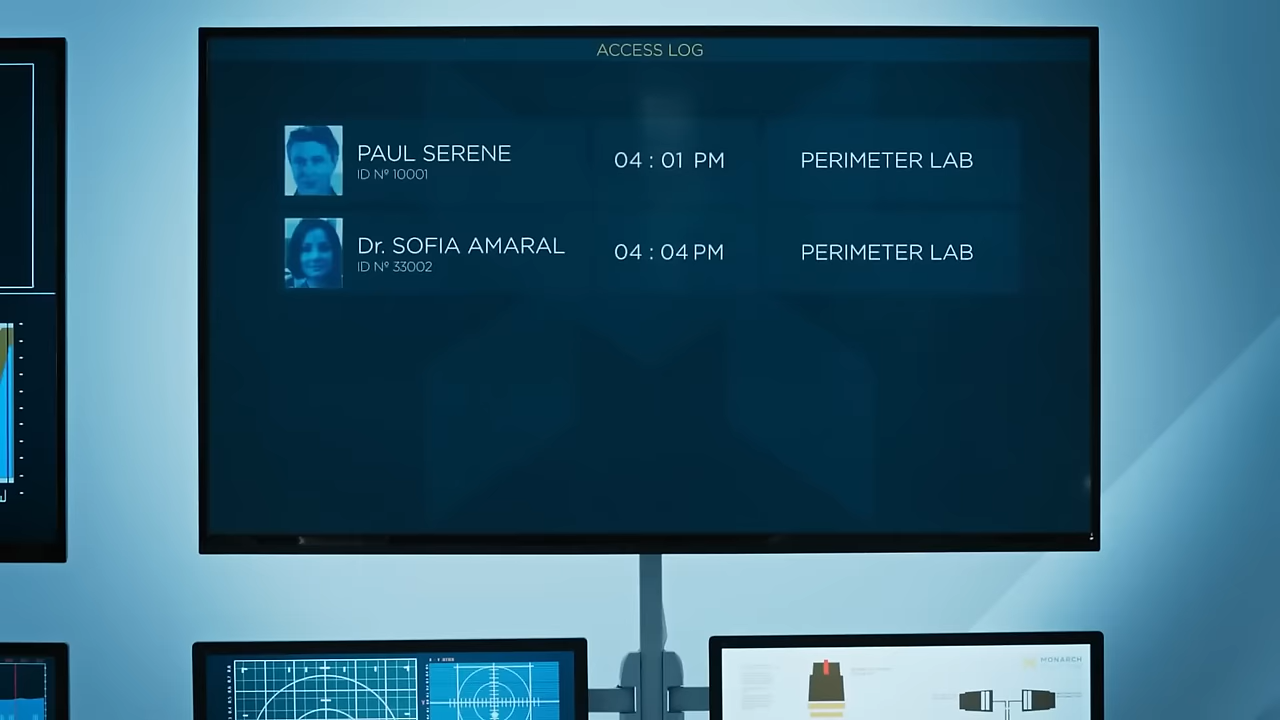 ACCESS LOG
PAUL SERENE
ID Nº 10001
04 : 01 PM
PERIMETER LAB
Dr. SOFIA AMARAL
ID Nº 33002
04 : 04 PM
PERIMETER LAB
MONARCH